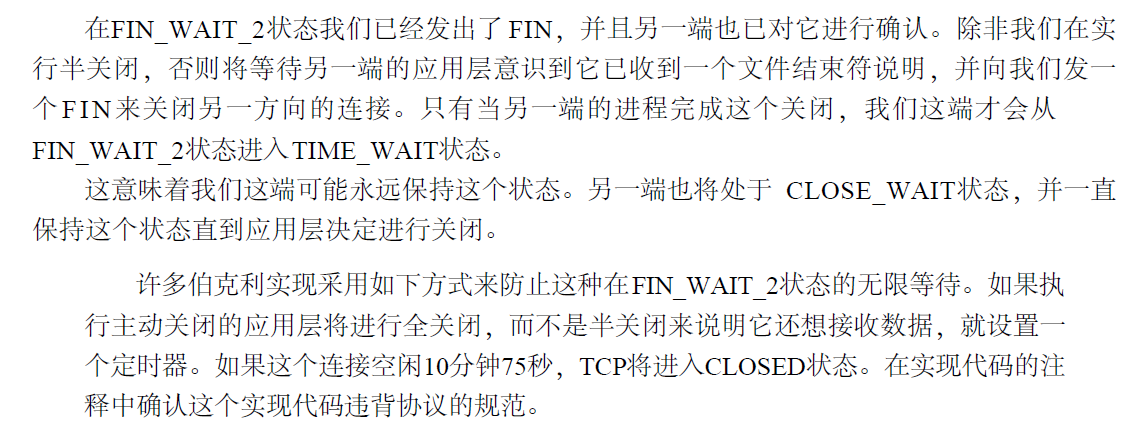 在FIN_WAIT_2状态我们已经发出了FIN，并且另一端也已对它进行确认。除非我们在实
行半关闭，否则将等待另一端的应用层意识到它已收到一个文件结束符说明，并向我们发一
个FIN来关闭另一方向的连接。只有当另一端的进程完成这个关闭，我们这端才会从
FIN_WAIT_2状态进入TIME_WAIT状态。
这意味着我们这端可能永远保持这个状态。另一端也将处于 CLOSE_WAIT状态，并一直
保持这个状态直到应用层决定进行关闭。
许多伯克利实现采用如下方式来防止这种在FIN_WAIT_2状态的无限等待。如果执
行主动关闭的应用层将进行全关闭，而不是半关闭来说明它还想接收数据，就设置一
个定时器。如果这个连接空闲10分钟75秒，TCP将进入CLOSED状态。在实现代码的注
释中确认这个实现代码违背协议的规范。